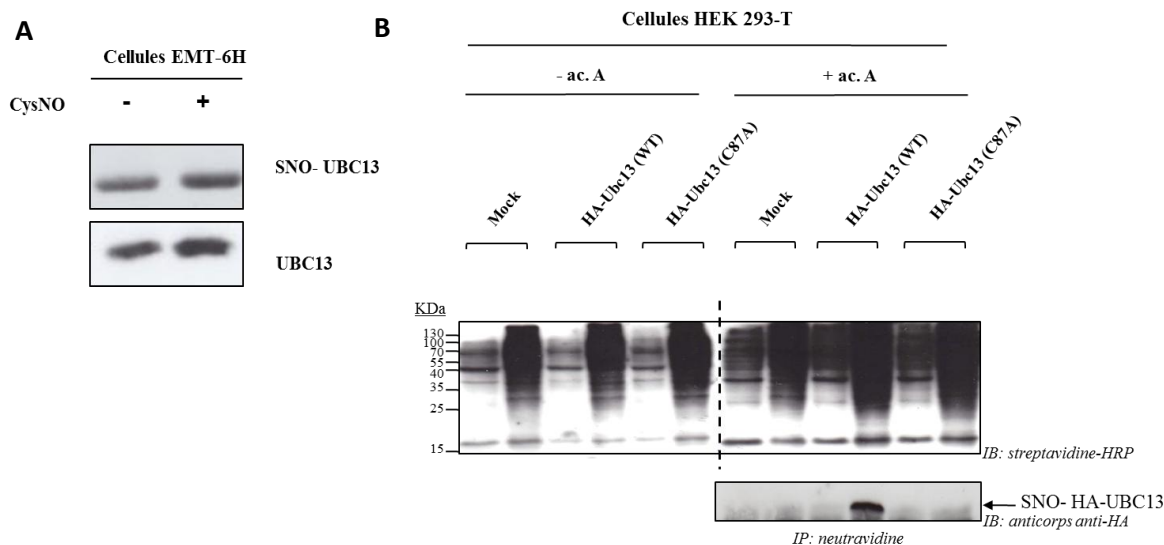 A
Cellules EMT-6H
CysNO
- +
SNO- UBC13
UBC13
B
Cellules HEK 293-T
- ac. A
+ ac. A
Mock
HA-Ubc13 (WT)
HA-Ubc13 (C87A)
Mock
HA-Ubc13 (WT)
HA-Ubc13 (C87A)
KDa
130
100
70
55
40
35
25
15
IB: streptavidine-HRP
SNO- HA-UBC13
IB: anticorps anti-HA
IP: neutravidine